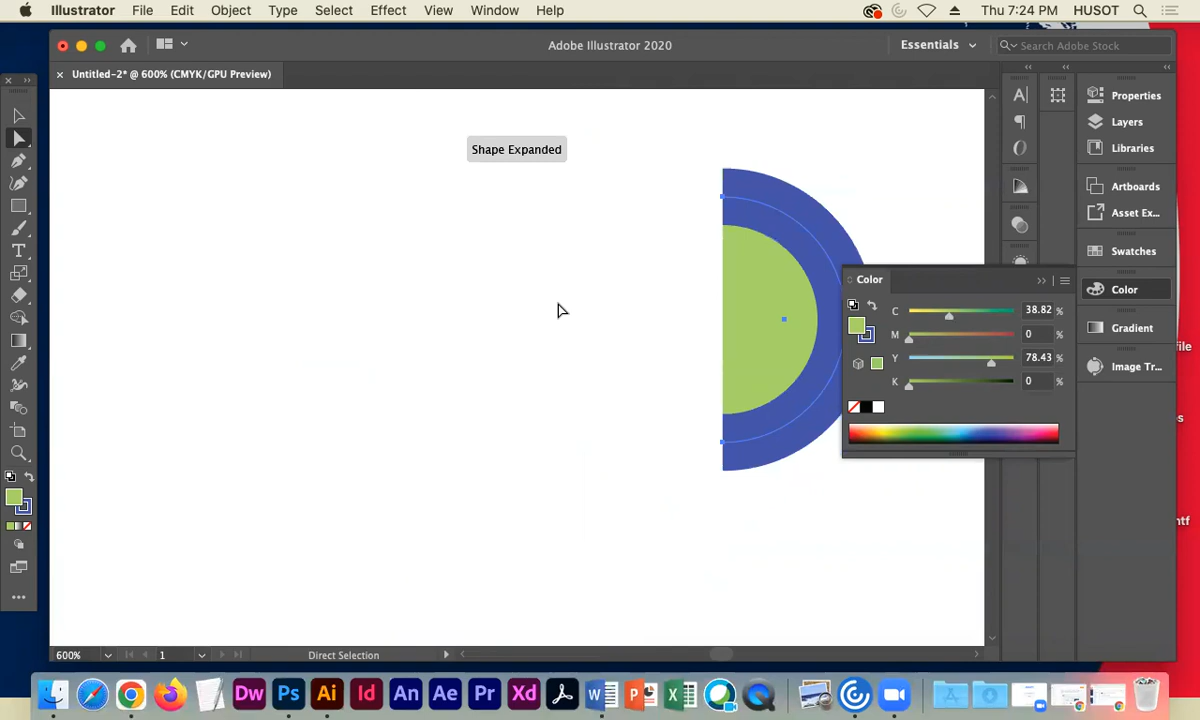 Illustrator File Edit Object Type Select Effect View Window Help Thu 7:24 PM HUSOT
Adobe Illustrator 2020 Essentials Search Adobe Stock
× Untitled-2* @ 600% (CMYK/GPU Preview)
Shape Expanded
Properties
Layers
Libraries
Artboards
Asset Ex...
Swatches
Color
Gradient
Image Tr...
Color
C 38.82 %
M 0 %
Y 78.43 %
K 0 %
600% 1 Direct Selection
Dw Ps Ai Id An Ae Pr Xd